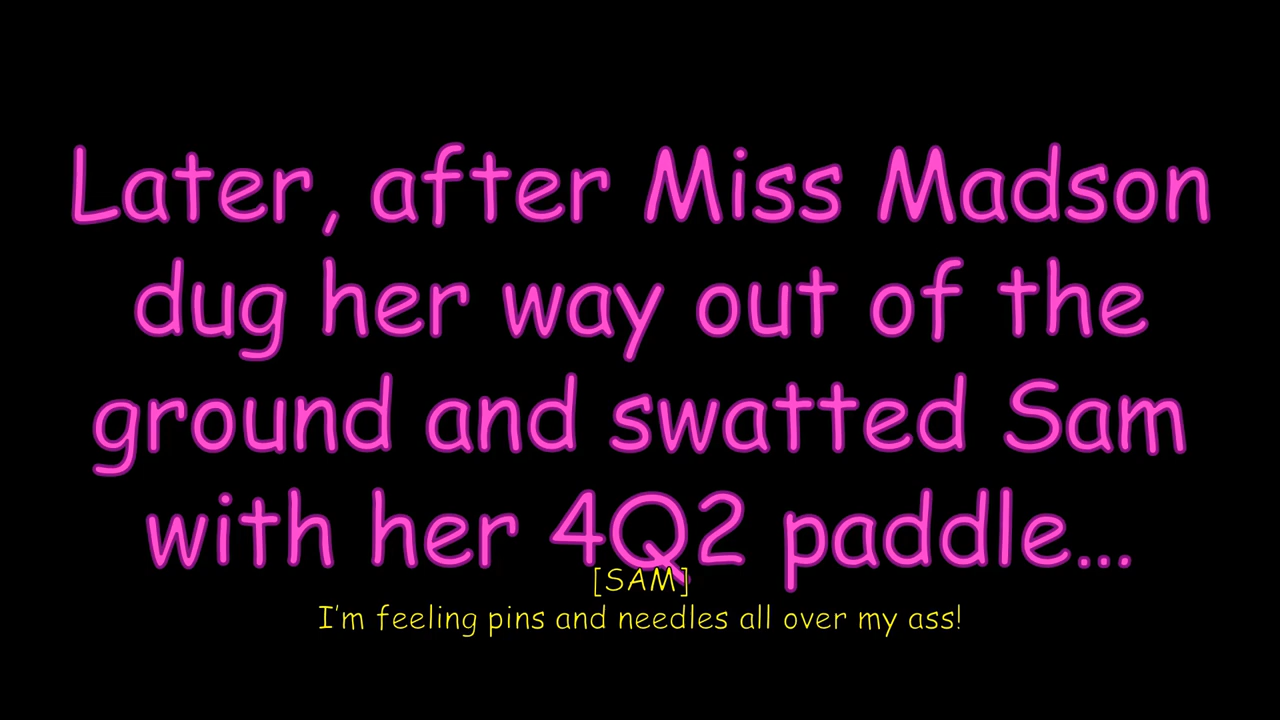 Later, after Miss Madson
dug her way out of the
ground and swatted Sam
with her 4Q2 paddle...
[SAM]
I'm feeling pins and needles all over my ass!